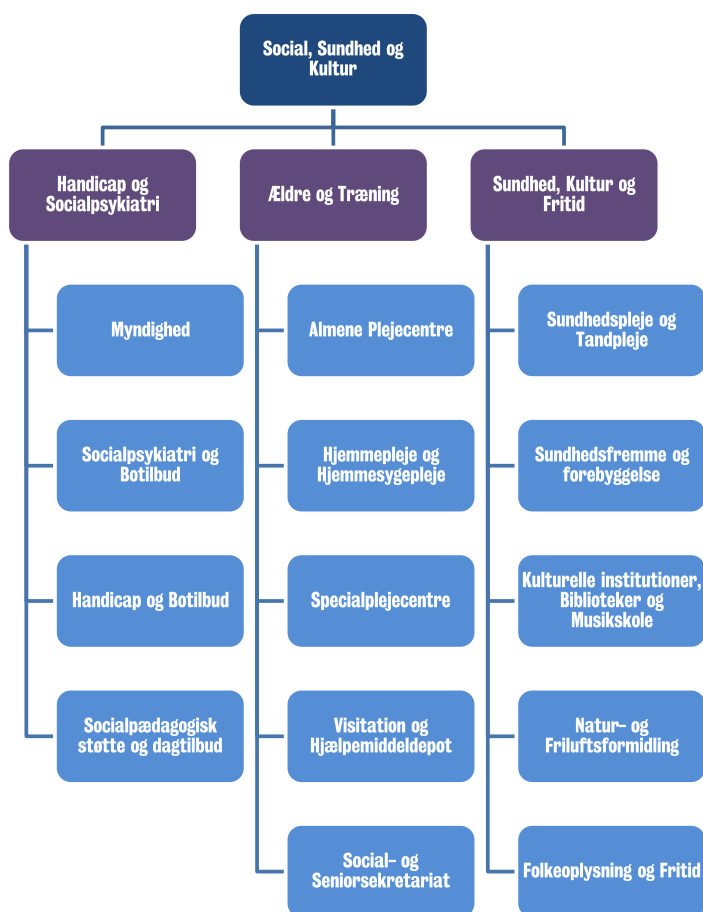 Social, Sundhed og
Kultur
Handicap og
Socialpsykiatri
Ældre og Træning
Sundhed, Kultur og
Fritid
Myndighed
Socialpsykiatri og
Botilbud
Handicap og Botilbud
Socialpædagogisk
støtte og dagtilbud
Almene Plejecentre
Hjemmepleje og
Hjemmesygepleje
Specialplejecentre
Visitation og
Hjælpemiddeldepot
Social- og
Seniorsekretariat
Sundhedspleje og
Tandpleje
Sundhedsfremme og
forebyggelse
Kulturelle institutioner,
Biblioteker og
Musikskole
Natur- og
Friluftsformidling
Folkeoplysning og Fritid